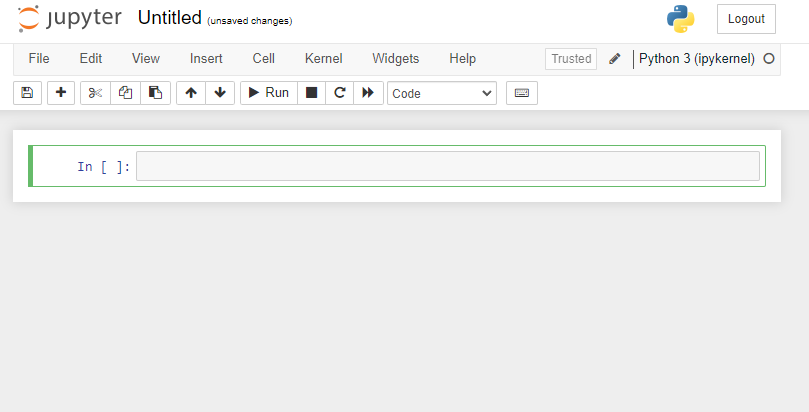 jupyter Untitled (unsaved changes) Logout
File Edit View Insert Cell Kernel Widgets Help Trusted Python 3 (ipykernel)
Run Code
In [ ]: